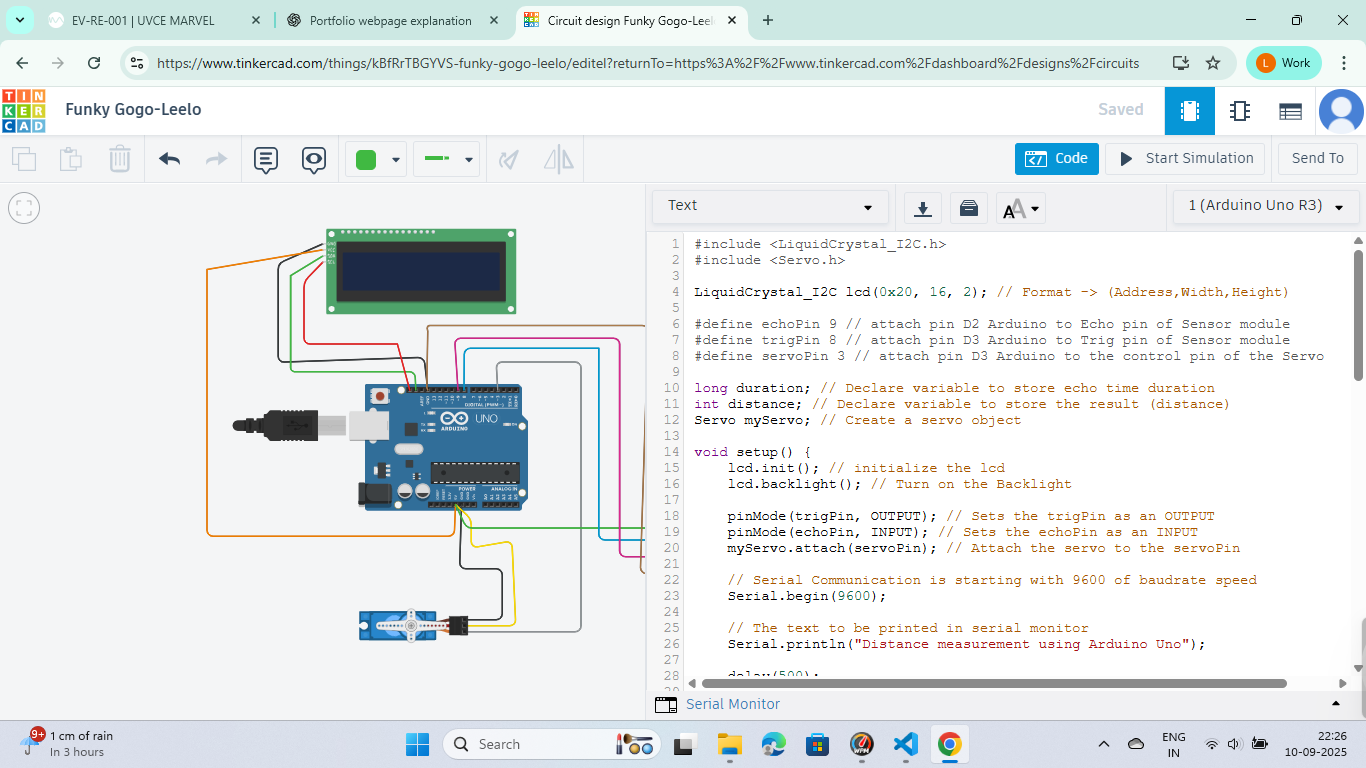 EV-RE-001 | UVCE MARVEL
Portfolio webpage explanation
Circuit design Funky Gogo-Leel
https://www.tinkercad.com/things/kBfRrTBGYVS-funky-gogo-leelo/editel?returnTo=https%3A%2F%2Fwww.tinkercad.com%2Fdashboard%2Fdesigns%2Fcircuits
L Work
TIN
KER
CAD
Funky Gogo-Leelo
Saved
Code
Start Simulation
Send To
Text
AA
1 (Arduino Uno R3)
1 #include <LiquidCrystal_I2C.h>
2 #include <Servo.h>
3
4 LiquidCrystal_I2C lcd(0x20, 16, 2); // Format -> (Address,Width,Height)
5
6 #define echoPin 9 // attach pin D2 Arduino to Echo pin of Sensor module
7 #define trigPin 8 // attach pin D3 Arduino to Trig pin of Sensor module
8 #define servoPin 3 // attach pin D3 Arduino to the control pin of the Servo
9
10 long duration; // Declare variable to store echo time duration
11 int distance; // Declare variable to store the result (distance)
12 Servo myServo; // Create a servo object
13
14 void setup() {
15 lcd.init(); // initialize the lcd
16 lcd.backlight(); // Turn on the Backlight
17
18 pinMode(trigPin, OUTPUT); // Sets the trigPin as an OUTPUT
19 pinMode(echoPin, INPUT); // Sets the echoPin as an INPUT
20 myServo.attach(servoPin); // Attach the servo to the servoPin
21
22 // Serial Communication is starting with 9600 of baudrate speed
23 Serial.begin(9600);
24
25 // The text to be printed in serial monitor
26 Serial.println("Distance measurement using Arduino Uno");
27
28 delay(500);
GND
VCC
SDA
SCL
DIGITAL (PWM~)
UNO
ARDUINO
POWER
ANALOG IN
Serial Monitor
9+
1 cm of rain
In 3 hours
Search
ENG
IN
22:26
10-09-2025